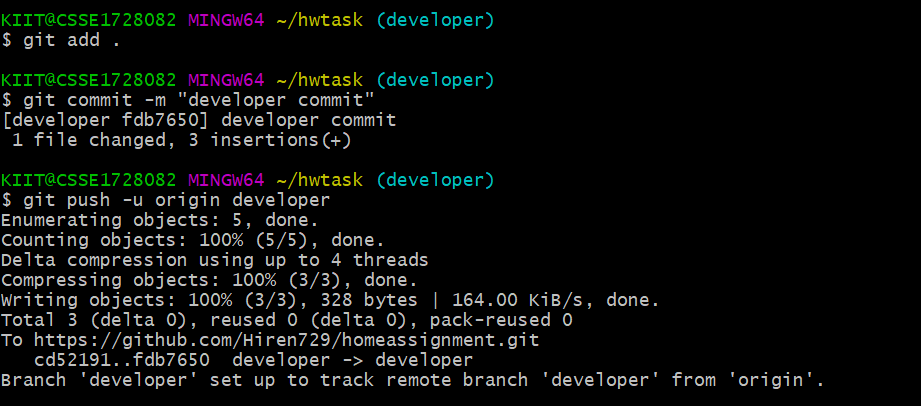 KIIT@CSSE1728082 MINGW64 ~/hwtask (developer)
$ git add .
KIIT@CSSE1728082 MINGW64 ~/hwtask (developer)
$ git commit -m "developer commit"
[developer fdb7650] developer commit
 1 file changed, 3 insertions(+)
KIIT@CSSE1728082 MINGW64 ~/hwtask (developer)
$ git push -u origin developer
Enumerating objects: 5, done.
Counting objects: 100% (5/5), done.
Delta compression using up to 4 threads
Compressing objects: 100% (3/3), done.
Writing objects: 100% (3/3), 328 bytes | 164.00 KiB/s, done.
Total 3 (delta 0), reused 0 (delta 0), pack-reused 0
To https://github.com/Hiren729/homeassignment.git
   cd52191..fdb7650  developer -> developer
Branch 'developer' set up to track remote branch 'developer' from 'origin'.